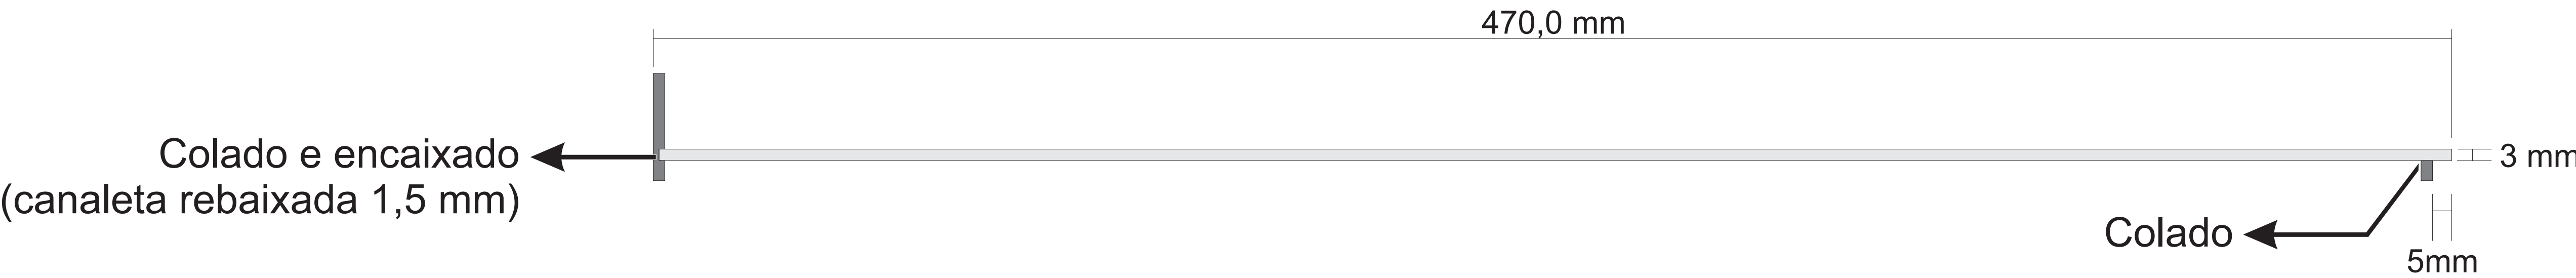 470,0 mm
Colado e encaixado
(canaleta rebaixada 1,5 mm)
3 mm
Colado
5mm